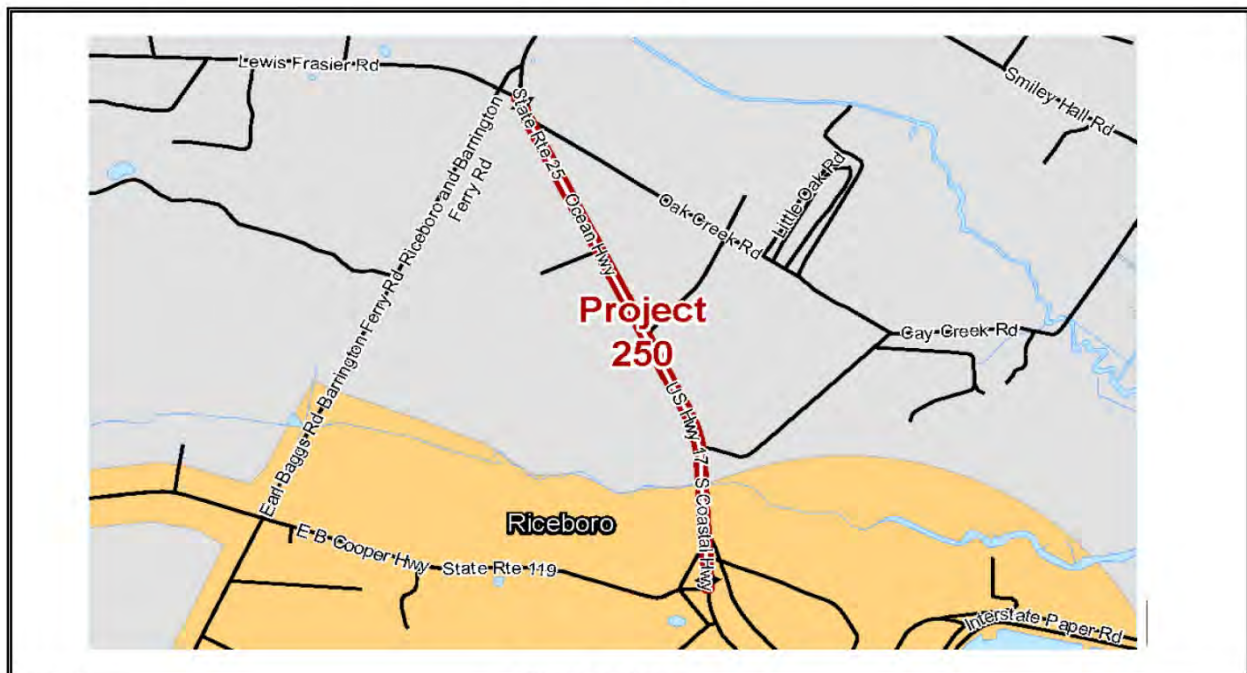 Lewis Frasier Rd
Smiley Hall Rd
State Rte 25 Ocean Hwy
Earl Baggs Rd Barrington Ferry Rd Riceboro and Barrington
Ferry Rd
Little Oak Rd
Oak Creek Rd
Project
250
Cay Creek Rd
US Hwy 17 S Coastal Hwy
Riceboro
E B Cooper Hwy State Rte 119
Interstate Paper Rd